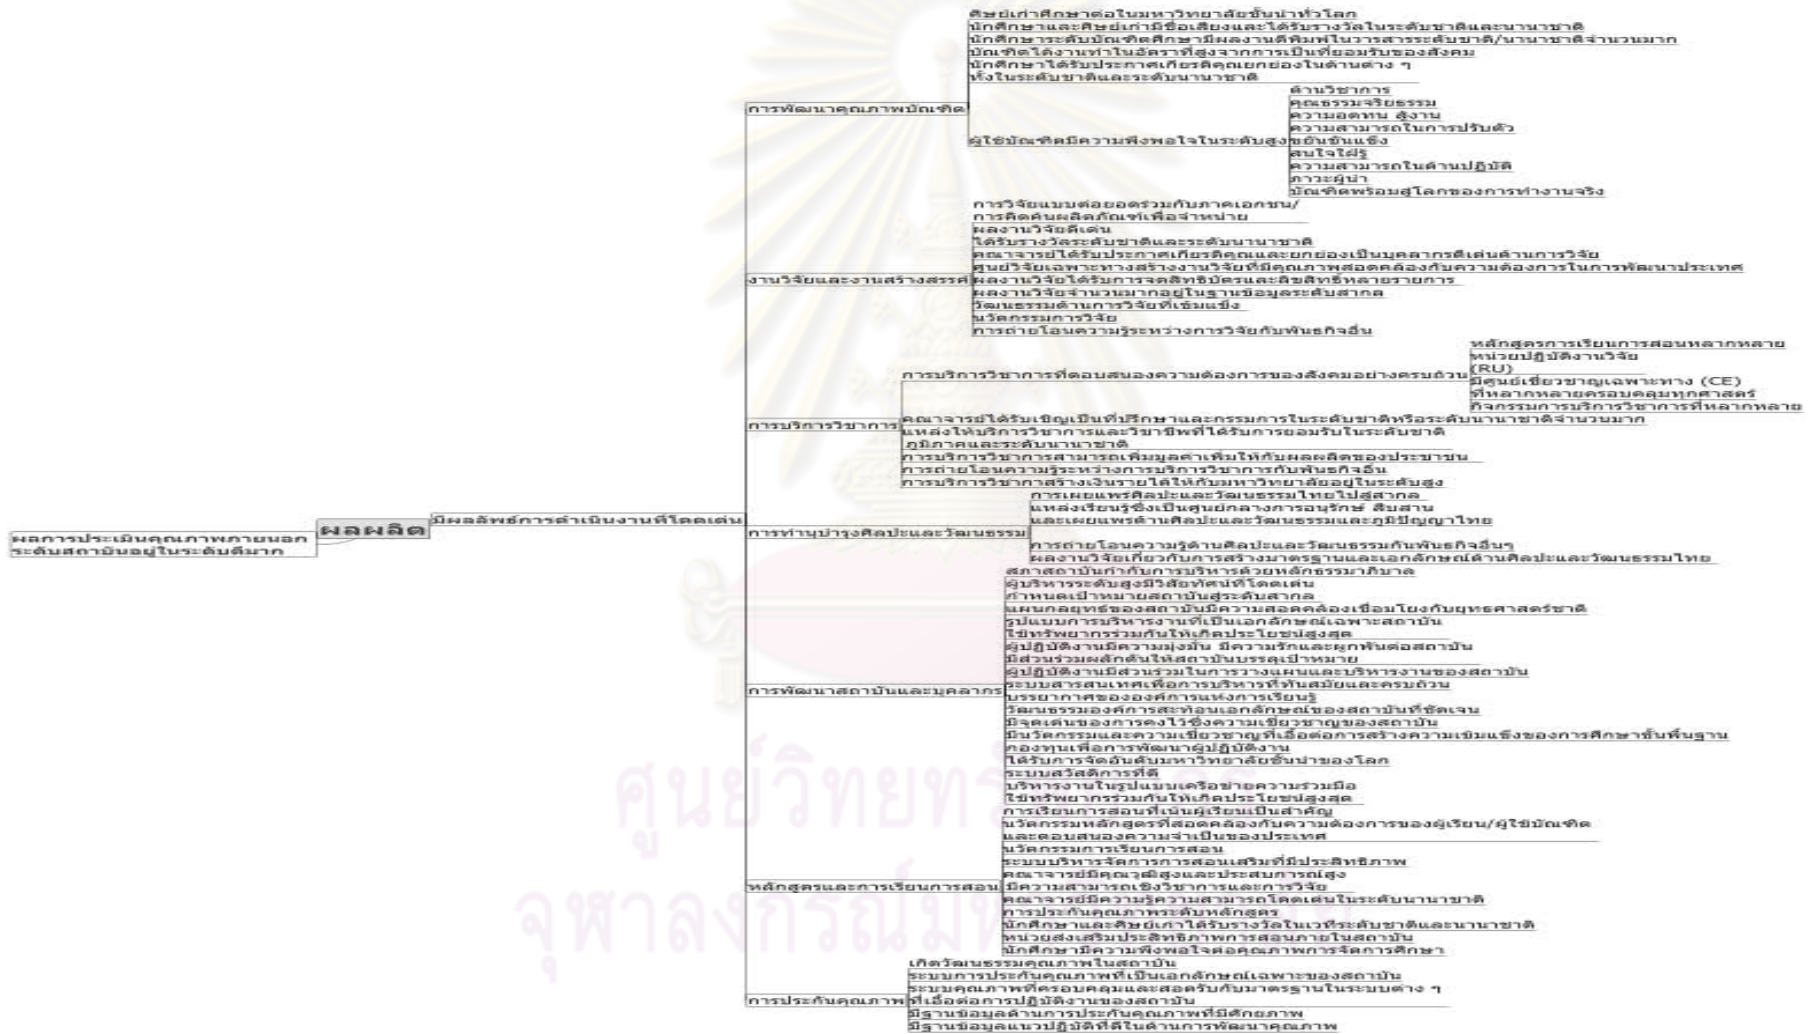 ศิษย์เก่าศึกษาต่อในมหาวิทยาลัยชั้นนำทั่วโลก
นักศึกษาและศิษย์เก่ามีชื่อเสียงและได้รับรางวัลในระดับชาติและนานาชาติ
นักศึกษาระดับบัณฑิตศึกษามีผลงานตีพิมพ์ในวารสารระดับชาติ/นานาชาติจำนวนมาก
บัณฑิตได้งานทำในอัตราที่สูงจากการเป็นที่ยอมรับของสังคม
นักศึกษาได้รับประกาศเกียรติคุณยกย่องในด้านต่าง ๆ
ทั้งในระดับชาติและระดับนานาชาติ
การพัฒนาคุณภาพบัณฑิต
ผู้ใช้บัณฑิตมีความพึงพอใจในระดับสูง
ด้านวิชาการ
คุณธรรมจริยธรรม
ความอดทน สู้งาน
ความสามารถในการปรับตัว
ขยันขันแข็ง
สนใจใฝ่รู้
ความสามารถในด้านปฏิบัติ
ภาวะผู้นำ
บัณฑิตพร้อมสู่โลกของการทำงานจริง
การวิจัยแบบต่อยอดร่วมกับภาคเอกชน/
การคิดค้นผลิตภัณฑ์เพื่อจำหน่าย
ผลงานวิจัยดีเด่น
ได้รับรางวัลระดับชาติและระดับนานาชาติ
คณาจารย์ได้รับประกาศเกียรติคุณและยกย่องเป็นบุคลากรดีเด่นด้านการวิจัย
ศูนย์วิจัยเฉพาะทางสร้างงานวิจัยที่มีคุณภาพสอดคล้องกับความต้องการในการพัฒนาประเทศ
งานวิจัยและงานสร้างสรรค์
ผลงานวิจัยได้รับการจดสิทธิบัตรและลิขสิทธิ์หลายรายการ
ผลงานวิจัยจำนวนมากอยู่ในฐานข้อมูลระดับสากล
วัฒนธรรมด้านการวิจัยที่เข้มแข็ง
นวัตกรรมการวิจัย
การถ่ายโอนความรู้ระหว่างการวิจัยกับพันธกิจอื่น
การบริการวิชาการที่ตอบสนองความต้องการของสังคมอย่างครบถ้วน
หลักสูตรการเรียนการสอนหลากหลาย
หน่วยปฏิบัติงานวิจัย
(RU)
มีศูนย์เชี่ยวชาญเฉพาะทาง (CE)
ที่หลากหลายครอบคลุมทุกศาสตร์
กิจกรรมการบริการวิชาการที่หลากหลาย
การบริการวิชาการ
คณาจารย์ได้รับเชิญเป็นที่ปรึกษาและกรรมการในระดับชาติหรือระดับนานาชาติจำนวนมาก
แหล่งให้บริการวิชาการและวิชาชีพที่ได้รับการยอมรับในระดับชาติ
ภูมิภาคและระดับนานาชาติ
การบริการวิชาการสามารถเพิ่มมูลค่าเพิ่มให้กับผลผลิตของประชาชน
การถ่ายโอนความรู้ระหว่างการบริการวิชาการกับพันธกิจอื่น
การบริการวิชากาสร้างเงินรายได้ให้กับมหาวิทยาลัยอยู่ในระดับสูง
ผลการประเมินคุณภาพภายนอก
ระดับสถาบันอยู่ในระดับดีมาก
ผลผลิต
มีผลลัพธ์การดำเนินงานที่โดดเด่น
การทำนุบำรุงศิลปะและวัฒนธรรม
การเผยแพร่ศิลปะและวัฒนธรรมไทยไปสู่สากล
แหล่งเรียนรู้ซึ่งเป็นศูนย์กลางการอนุรักษ์ สืบสาน
และเผยแพร่ด้านศิลปะและวัฒนธรรมและภูมิปัญญาไทย
การถ่ายโอนความรู้ด้านศิลปะและวัฒนธรรมกับพันธกิจอื่นๆ
ผลงานวิจัยเกี่ยวกับการสร้างมาตรฐานและเอกลักษณ์ด้านศิลปะและวัฒนธรรมไทย
สภาสถาบันกำกับการบริหารด้วยหลักธรรมาภิบาล
ผู้บริหารระดับสูงมีวิสัยทัศน์ที่โดดเด่น
กำหนดเป้าหมายสถาบันสู่ระดับสากล
แผนกลยุทธ์ของสถาบันมีความสอดคล้องเชื่อมโยงกับยุทธศาสตร์ชาติ
รูปแบบการบริหารงานที่เป็นเอกลักษณ์เฉพาะสถาบัน
ใช้ทรัพยากรร่วมกันให้เกิดประโยชน์สูงสุด
ผู้ปฏิบัติงานมีความมุ่งมั่น มีความรักและผูกพันต่อสถาบัน
มีส่วนร่วมผลักดันให้สถาบันบรรลุเป้าหมาย
ผู้ปฏิบัติงานมีส่วนร่วมในการวางแผนและบริหารงานของสถาบัน
การพัฒนาสถาบันและบุคลากร
ระบบสารสนเทศเพื่อการบริหารที่ทันสมัยและครบถ้วน
บรรยากาศขององค์การแห่งการเรียนรู้
วัฒนธรรมองค์การสะท้อนเอกลักษณ์ของสถาบันที่ชัดเจน
มีจุดเด่นของการคงไว้ซึ่งความเชี่ยวชาญของสถาบัน
มีนวัตกรรมและความเชี่ยวชาญที่เอื้อต่อการสร้างความเข้มแข็งของการศึกษาขั้นพื้นฐาน
กองทุนเพื่อการพัฒนาผู้ปฏิบัติงาน
ได้รับการจัดอันดับมหาวิทยาลัยชั้นนำของโลก
ระบบสวัสดิการที่ดี
บริหารงานในรูปแบบเครือข่ายความร่วมมือ
ใช้ทรัพยากรร่วมกันให้เกิดประโยชน์สูงสุด
การเรียนการสอนที่เน้นผู้เรียนเป็นสำคัญ
นวัตกรรมหลักสูตรที่สอดคล้องกับความต้องการของผู้เรียน/ผู้ใช้บัณฑิต
และตอบสนองความจำเป็นของประเทศ
นวัตกรรมการเรียนการสอน
ระบบบริหารจัดการการสอนเสริมที่มีประสิทธิภาพ
คณาจารย์มีคุณวุฒิสูงและประสบการณ์สูง
หลักสูตรและการเรียนการสอน
มีความสามารถเชิงวิชาการและการวิจัย
คณาจารย์มีความรู้ความสามารถโดดเด่นในระดับนานาชาติ
การประกันคุณภาพระดับหลักสูตร
นักศึกษาและศิษย์เก่าได้รับรางวัลในเวทีระดับชาติและนานาชาติ
หน่วยส่งเสริมประสิทธิภาพการสอนภายในสถาบัน
นักศึกษามีความพึงพอใจต่อคุณภาพการจัดการศึกษา
เกิดวัฒนธรรมคุณภาพในสถาบัน
ระบบการประกันคุณภาพที่เป็นเอกลักษณ์เฉพาะของสถาบัน
ระบบคุณภาพที่ครอบคลุมและสอดรับกับมาตรฐานในระบบต่าง ๆ
การประกันคุณภาพ
ที่เอื้อต่อการปฏิบัติงานของสถาบัน
มีฐานข้อมูลด้านการประกันคุณภาพที่มีศักยภาพ
มีฐานข้อมูลแนวปฏิบัติที่ดีในด้านการพัฒนาคุณภาพ